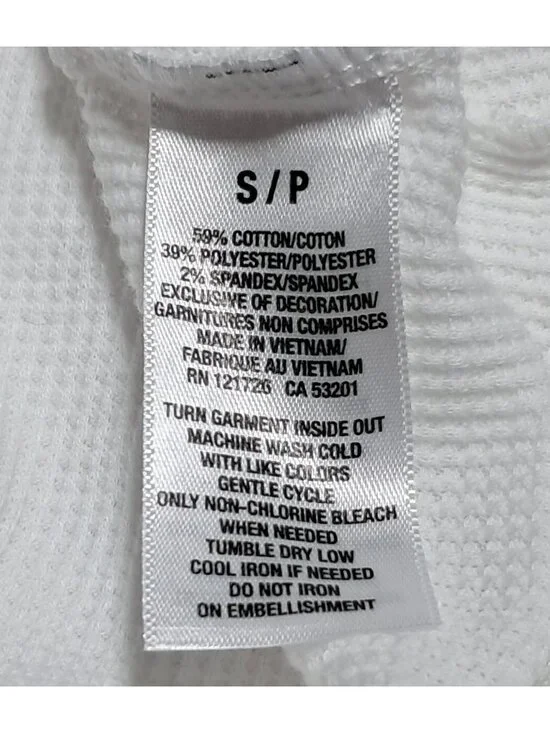 S/P
59% COTTON/COTON
39% POLYESTER/POLYESTER
2% SPANDEX/SPANDEX
EXCLUSIVE OF DECORATION/
GARNITURES NON COMPRISES
MADE IN VIETNAM/
FABRIQUE AU VIETNAM
RN 121726 CA 53201
TURN GARMENT INSIDE OUT
MACHINE WASH COLD
WITH LIKE COLORS
GENTLE CYCLE
ONLY NON-CHLORINE BLEACH
WHEN NEEDED
TUMBLE DRY LOW
COOL IRON IF NEEDED
DO NOT IRON
ON EMBELLISHMENT